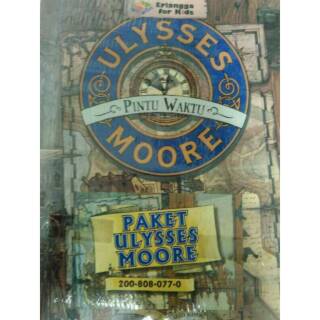 Erlangga
for Kids
ULYSSES
PINTU WAKTU
MOORE
PAKET
ULYSSES
MOORE
200-808-077-0